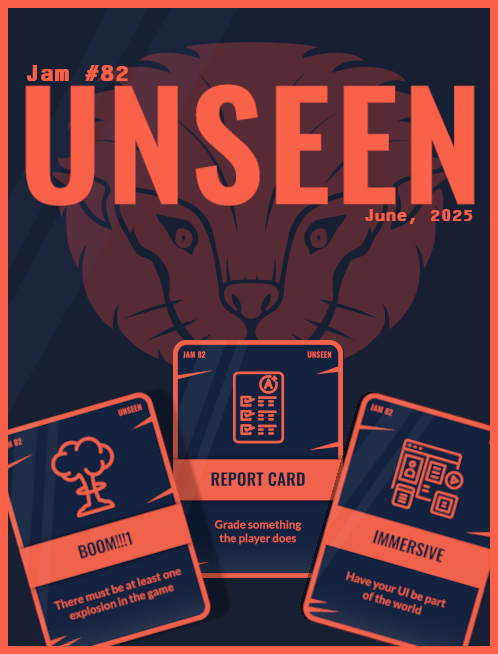 Jam #82
UNSEEN
June, 2025
JAM 82
UNSEEN
REPORT CARD
Grade something
the player does
M 82
UNSEEN
BOOM!!!1
There must be at least one
explosion in the game
JAM 82
IMMERSIVE
Have your UI be part
of the world